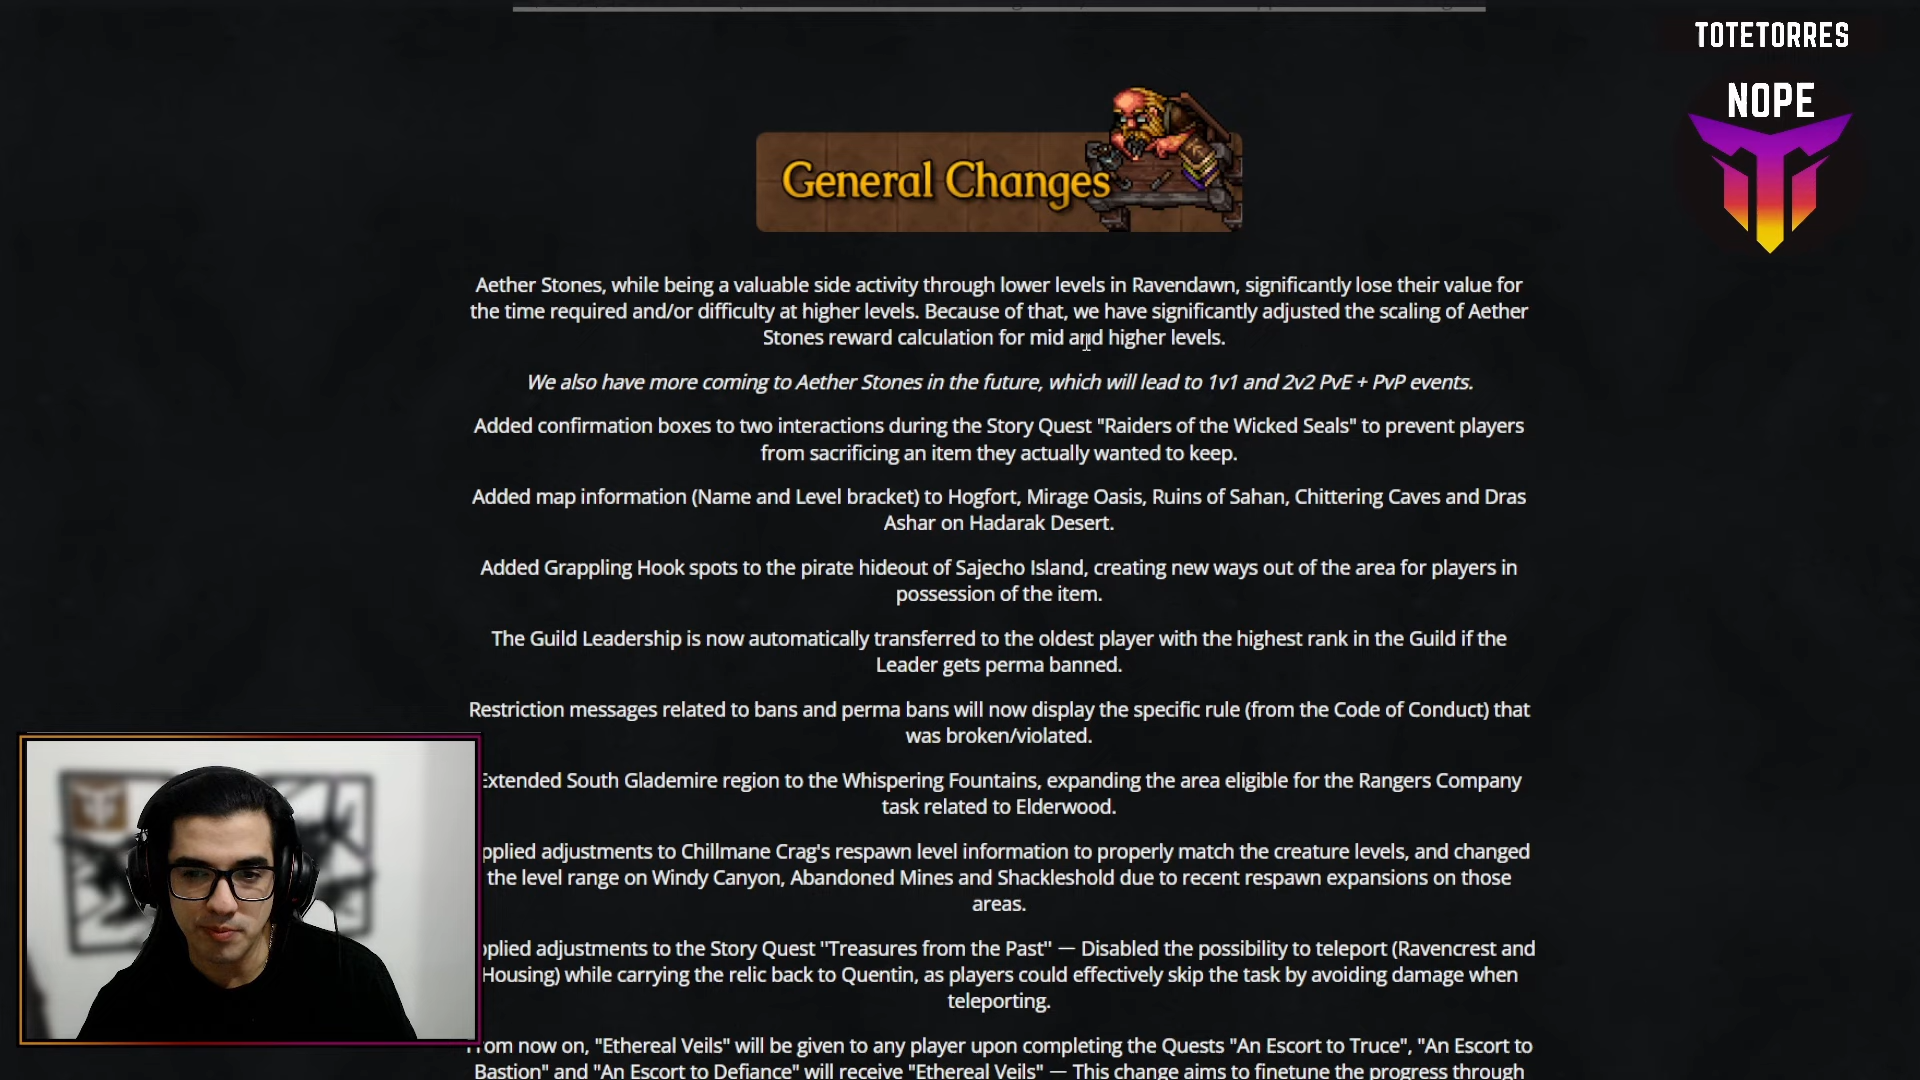 TOTETORRES
NOPE
General Changes
Aether Stones, while being a valuable side activity through lower levels in Ravendawn, significantly lose their value for
the time required and/or difficulty at higher levels. Because of that, we have significantly adjusted the scaling of Aether
Stones reward calculation for mid and higher levels.
We also have more coming to Aether Stones in the future, which will lead to 1v1 and 2v2 PvE + PvP events.
Added confirmation boxes to two interactions during the Story Quest "Raiders of the Wicked Seals" to prevent players
from sacrificing an item they actually wanted to keep.
Added map information (Name and Level bracket) to Hogfort, Mirage Oasis, Ruins of Sahan, Chittering Caves and Dras
Ashar on Hadarak Desert.
Added Grappling Hook spots to the pirate hideout of Sajecho Island, creating new ways out of the area for players in
possession of the item.
The Guild Leadership is now automatically transferred to the oldest player with the highest rank in the Guild if the
Leader gets perma banned.
Restriction messages related to bans and perma bans will now display the specific rule (from the Code of Conduct) that
was broken/violated.
Extended South Glademire region to the Whispering Fountains, expanding the area eligible for the Rangers Company
task related to Elderwood.
pplied adjustments to Chillmane Crag's respawn level information to properly match the creature levels, and changed
the level range on Windy Canyon, Abandoned Mines and Shackleshold due to recent respawn expansions on those
areas.
pplied adjustments to the Story Quest "Treasures from the Past" — Disabled the possibility to teleport (Ravencrest and
Housing) while carrying the relic back to Quentin, as players could effectively skip the task by avoiding damage when
teleporting.
rom now on, "Ethereal Veils" will be given to any player upon completing the Quests "An Escort to Truce", "An Escort to
Bastion" and "An Escort to Defiance" will receive "Ethereal Veils" — This change aims to finetune the progress through